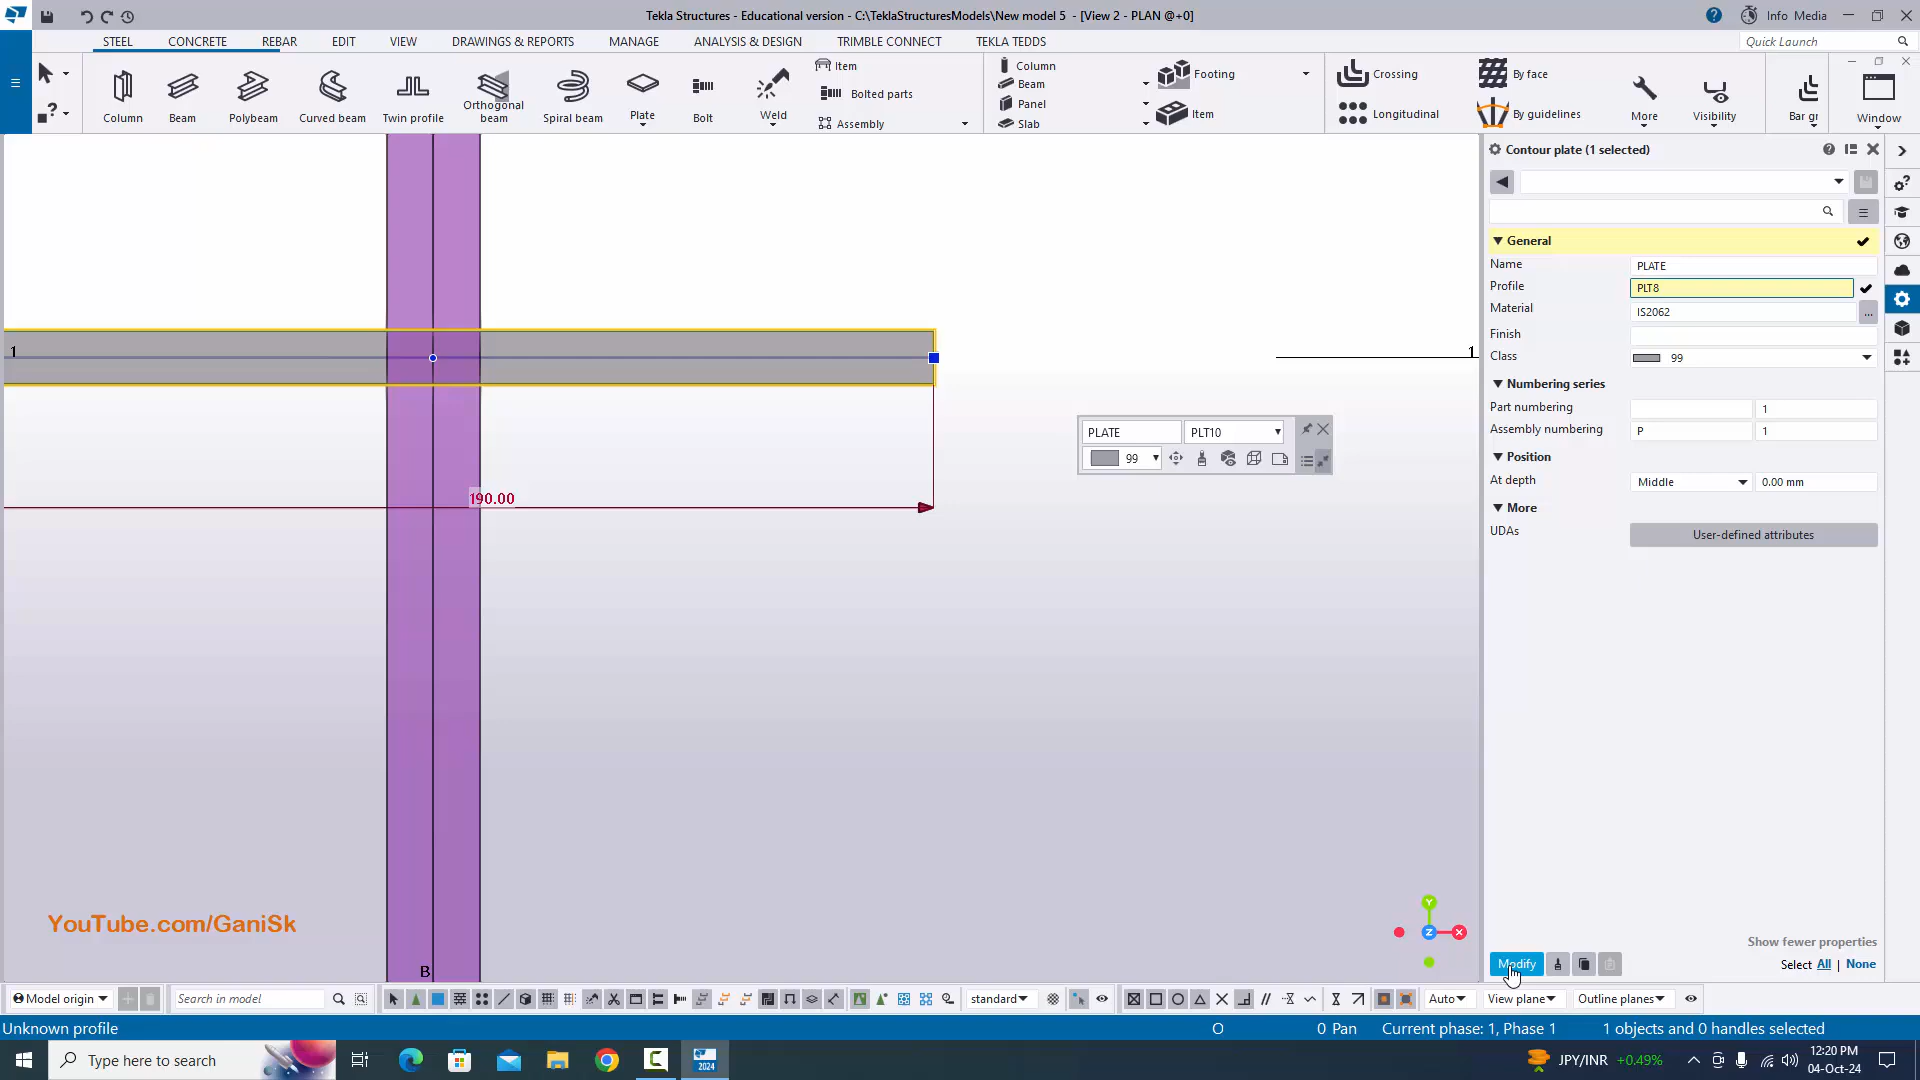 Tekla Structures - Educational version - C:\TeklaStructuresModels\New model 5 - [View 2 - PLAN @+0]
Info Media
STEEL CONCRETE REBAR EDIT VIEW DRAWINGS & REPORTS MANAGE ANALYSIS & DESIGN TRIMBLE CONNECT TEKLA TEDDS
Quick Launch
Column
Beam
Polybeam
Curved beam
Twin profile
Orthogonal
beam
Spiral beam
Plate
Bolt
Weld
Item
Bolted parts
Assembly
Column
Beam
Panel
Slab
Footing
Item
Crossing
Longitudinal
By face
By guidelines
More
Visibility
Bar gr
Window
Contour plate (1 selected)
General
Name PLATE
Profile PLT8
Material IS2062
...
Finish
Class 99
Numbering series
Part numbering 1
Assembly numbering P 1
Position
At depth Middle 0.00 mm
More
UDAs User-defined attributes
Show fewer properties
Modify
Select All | None
1
1
PLATE PLT10
99
190.00
B
Y
Z
X
YouTube.com/GaniSk
Model origin
Search in model
standard
Auto
View plane
Outline planes
Unknown profile
O
0 Pan
Current phase: 1, Phase 1
1 objects and 0 handles selected
Type here to search
2024
JPY/INR +0.49%
12:20 PM
04-Oct-24